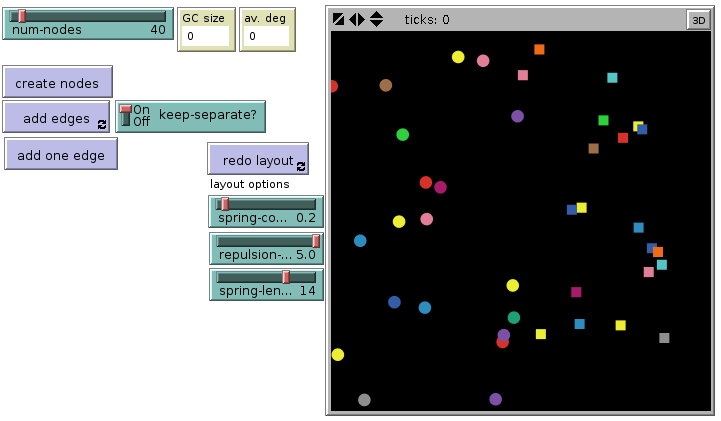 num-nodes 40
GC size
0
av. deg
0
ticks: 0
3D
create nodes
add edges
On
Off
keep-separate?
add one edge
redo layout
layout options
spring-co... 0.2
repulsion-... 5.0
spring-len... 14